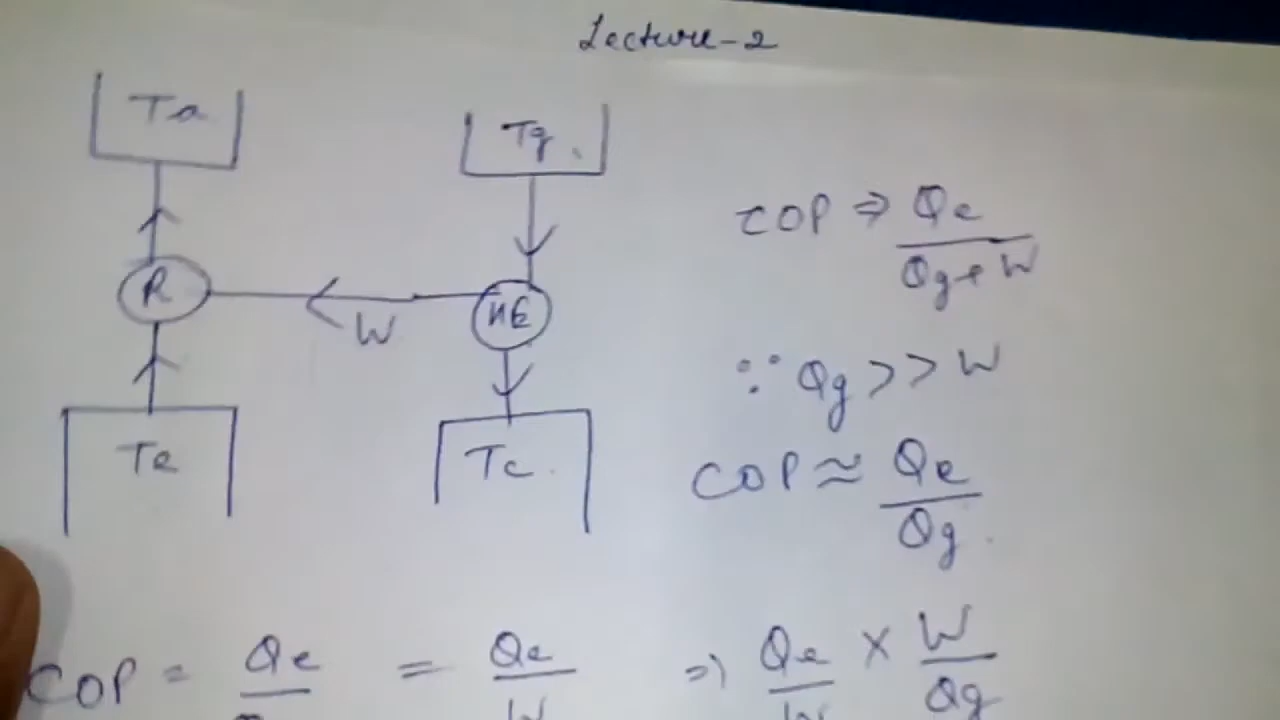 Lecture-2
Ta
Tg.
COP ⇒ Qe / Qg + W
R
W
HE
∵ Qg >> W
Te
Tc.
COP ≈ Qe / Qg.
COP = Qe = Qe / W ⇒ Qe / W × W / Qg